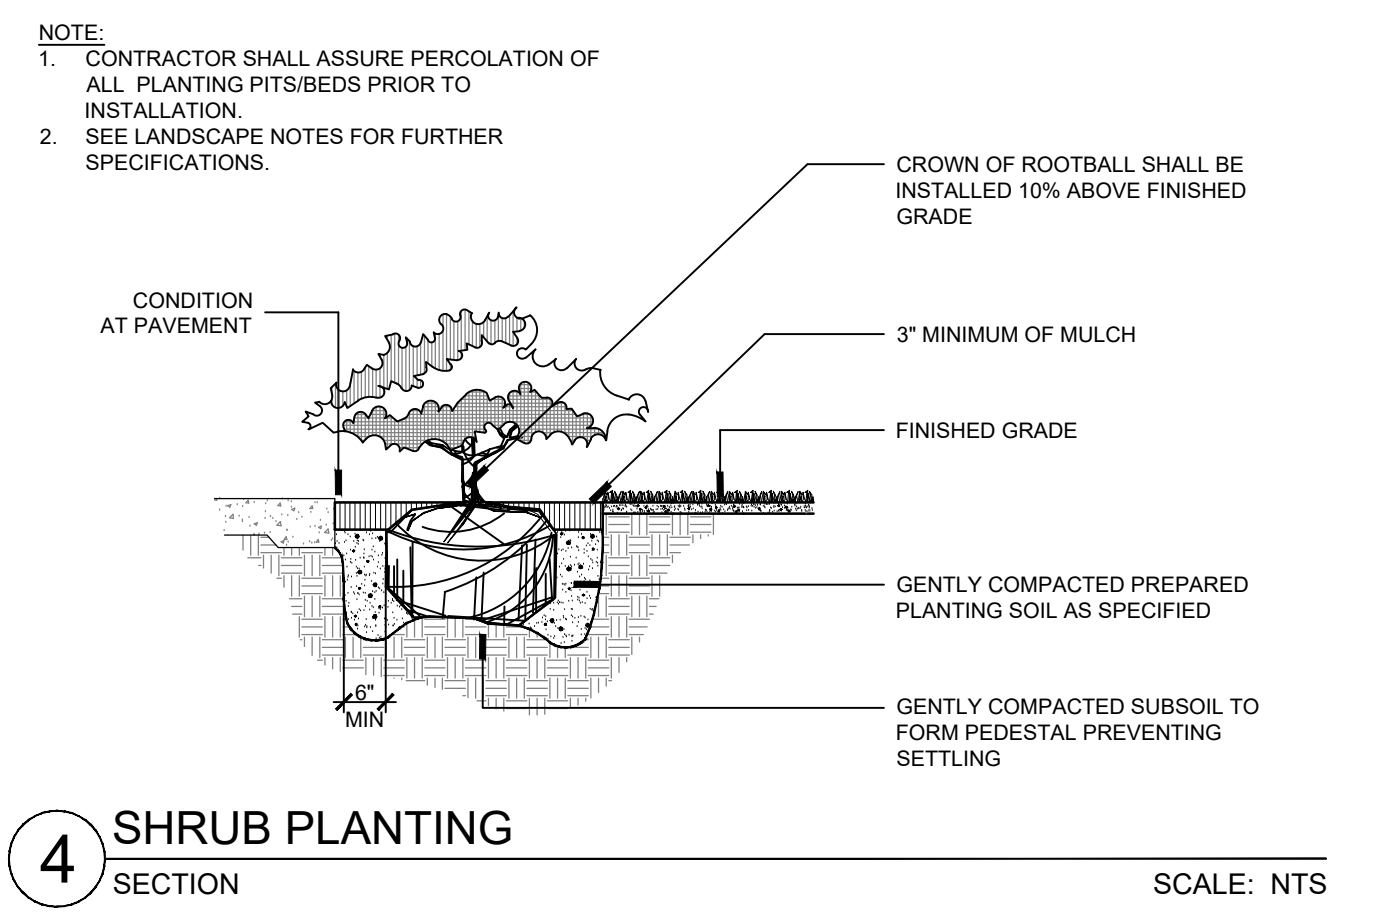 NOTE:
1. CONTRACTOR SHALL ASSURE PERCOLATION OF
ALL PLANTING PITS/BEDS PRIOR TO
INSTALLATION.
2. SEE LANDSCAPE NOTES FOR FURTHER
SPECIFICATIONS.
CROWN OF ROOTBALL SHALL BE
INSTALLED 10% ABOVE FINISHED
GRADE
CONDITION
AT PAVEMENT
3" MINIMUM OF MULCH
FINISHED GRADE
GENTLY COMPACTED PREPARED
PLANTING SOIL AS SPECIFIED
6"
MIN
GENTLY COMPACTED SUBSOIL TO
FORM PEDESTAL PREVENTING
SETTLING
4
SHRUB PLANTING
SECTION
SCALE: NTS